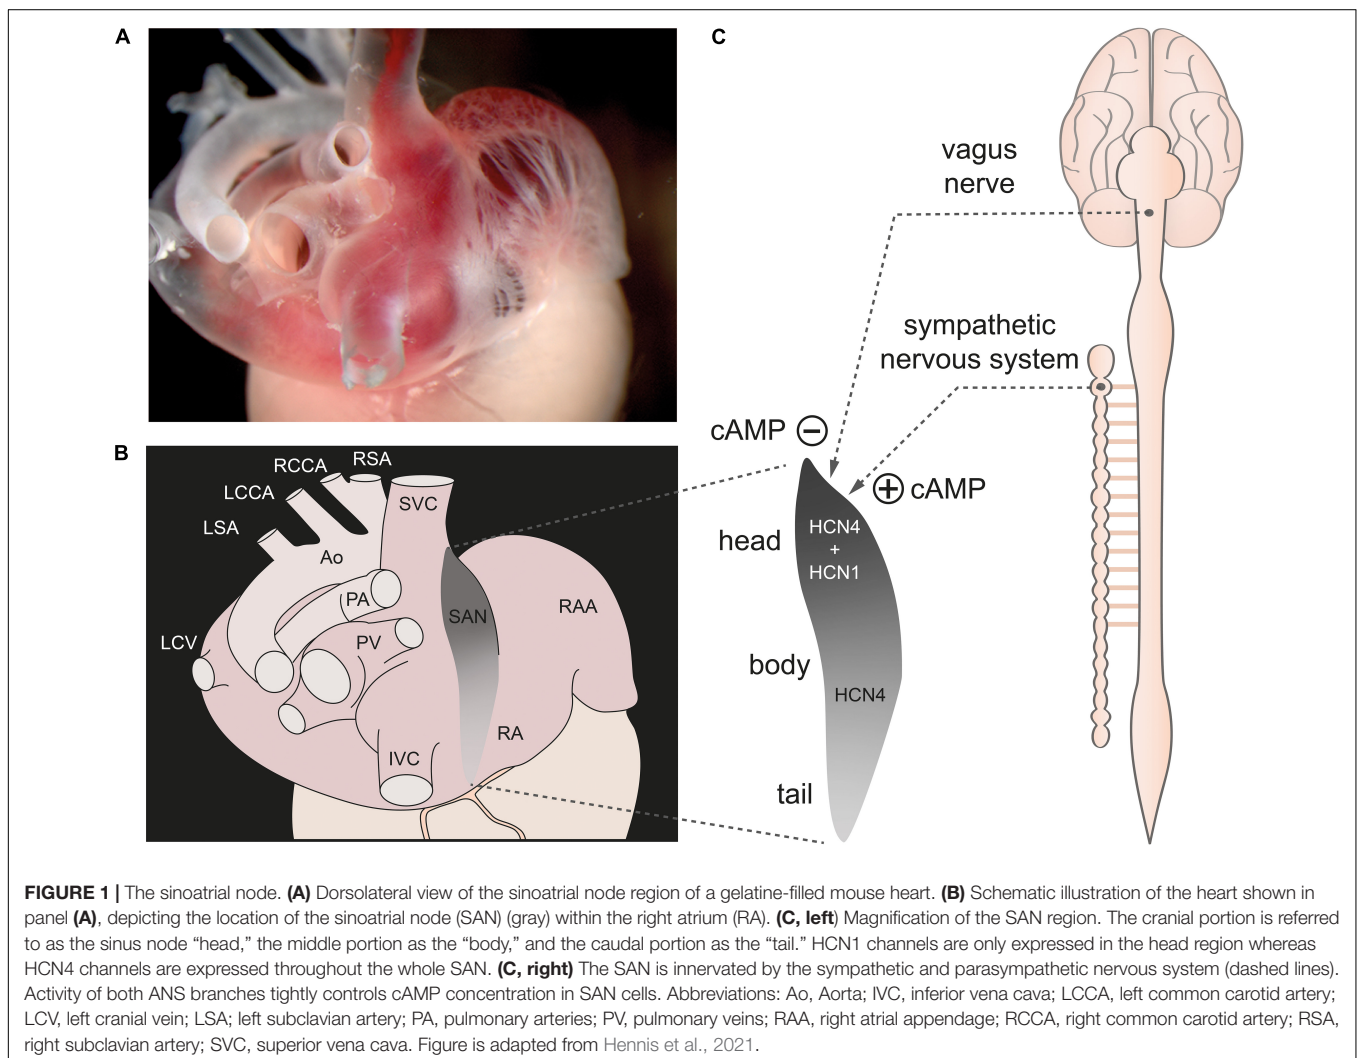 A
C
vagus
nerve
sympathetic
nervous system
cAMP −
+ cAMP
head
HCN4
+
HCN1
body
HCN4
tail
B
RSA
RCCA
LCCA
LSA
SVC
Ao
PA
SAN
RAA
LCV
PV
RA
IVC
FIGURE 1 | The sinoatrial node. (A) Dorsolateral view of the sinoatrial node region of a gelatine-filled mouse heart. (B) Schematic illustration of the heart shown in
panel (A), depicting the location of the sinoatrial node (SAN) (gray) within the right atrium (RA). (C, left) Magnification of the SAN region. The cranial portion is referred
to as the sinus node “head,” the middle portion as the “body,” and the caudal portion as the “tail.” HCN1 channels are only expressed in the head region whereas
HCN4 channels are expressed throughout the whole SAN. (C, right) The SAN is innervated by the sympathetic and parasympathetic nervous system (dashed lines).
Activity of both ANS branches tightly controls cAMP concentration in SAN cells. Abbreviations: Ao, Aorta; IVC, inferior vena cava; LCCA, left common carotid artery;
LCV, left cranial vein; LSA; left subclavian artery; PA, pulmonary arteries; PV, pulmonary veins; RAA, right atrial appendage; RCCA, right common carotid artery; RSA,
right subclavian artery; SVC, superior vena cava. Figure is adapted from Hennis et al., 2021.